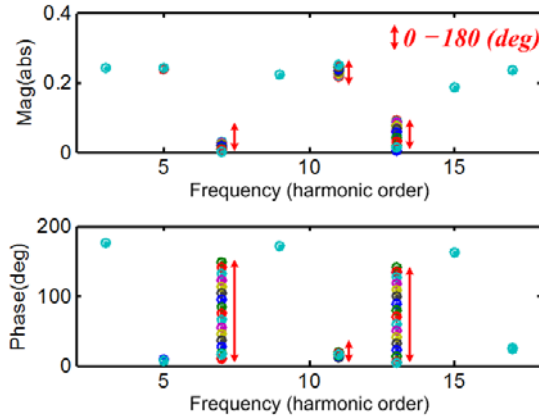 0.4
0 – 180 (deg)
Mag(abs)
0.2
0
5
10
15
Frequency (harmonic order)
200
Phase(deg)
100
0
5
10
15
Frequency (harmonic order)